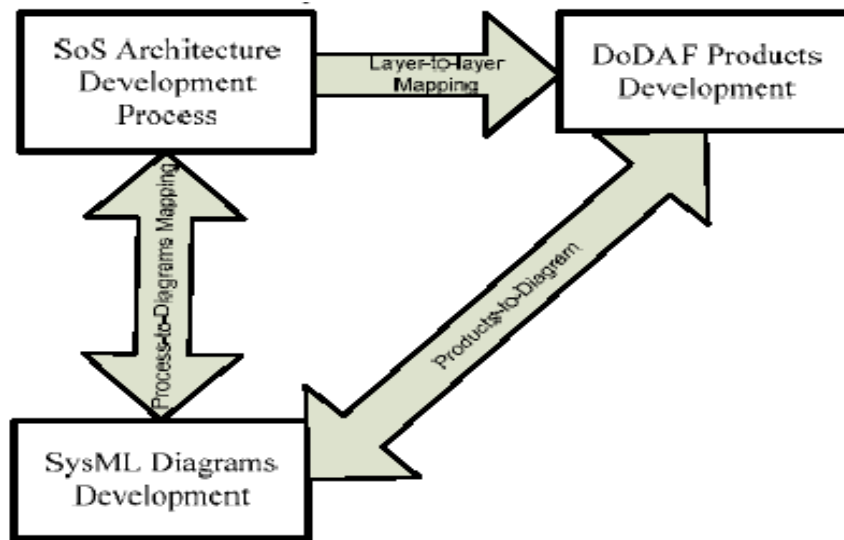 SoS Architecture
Development
Process
Layer-to-layer
Mapping
DoDAF Products
Development
Process-to-Diagrams Mapping
Products-to-Diagram
SysML Diagrams
Development